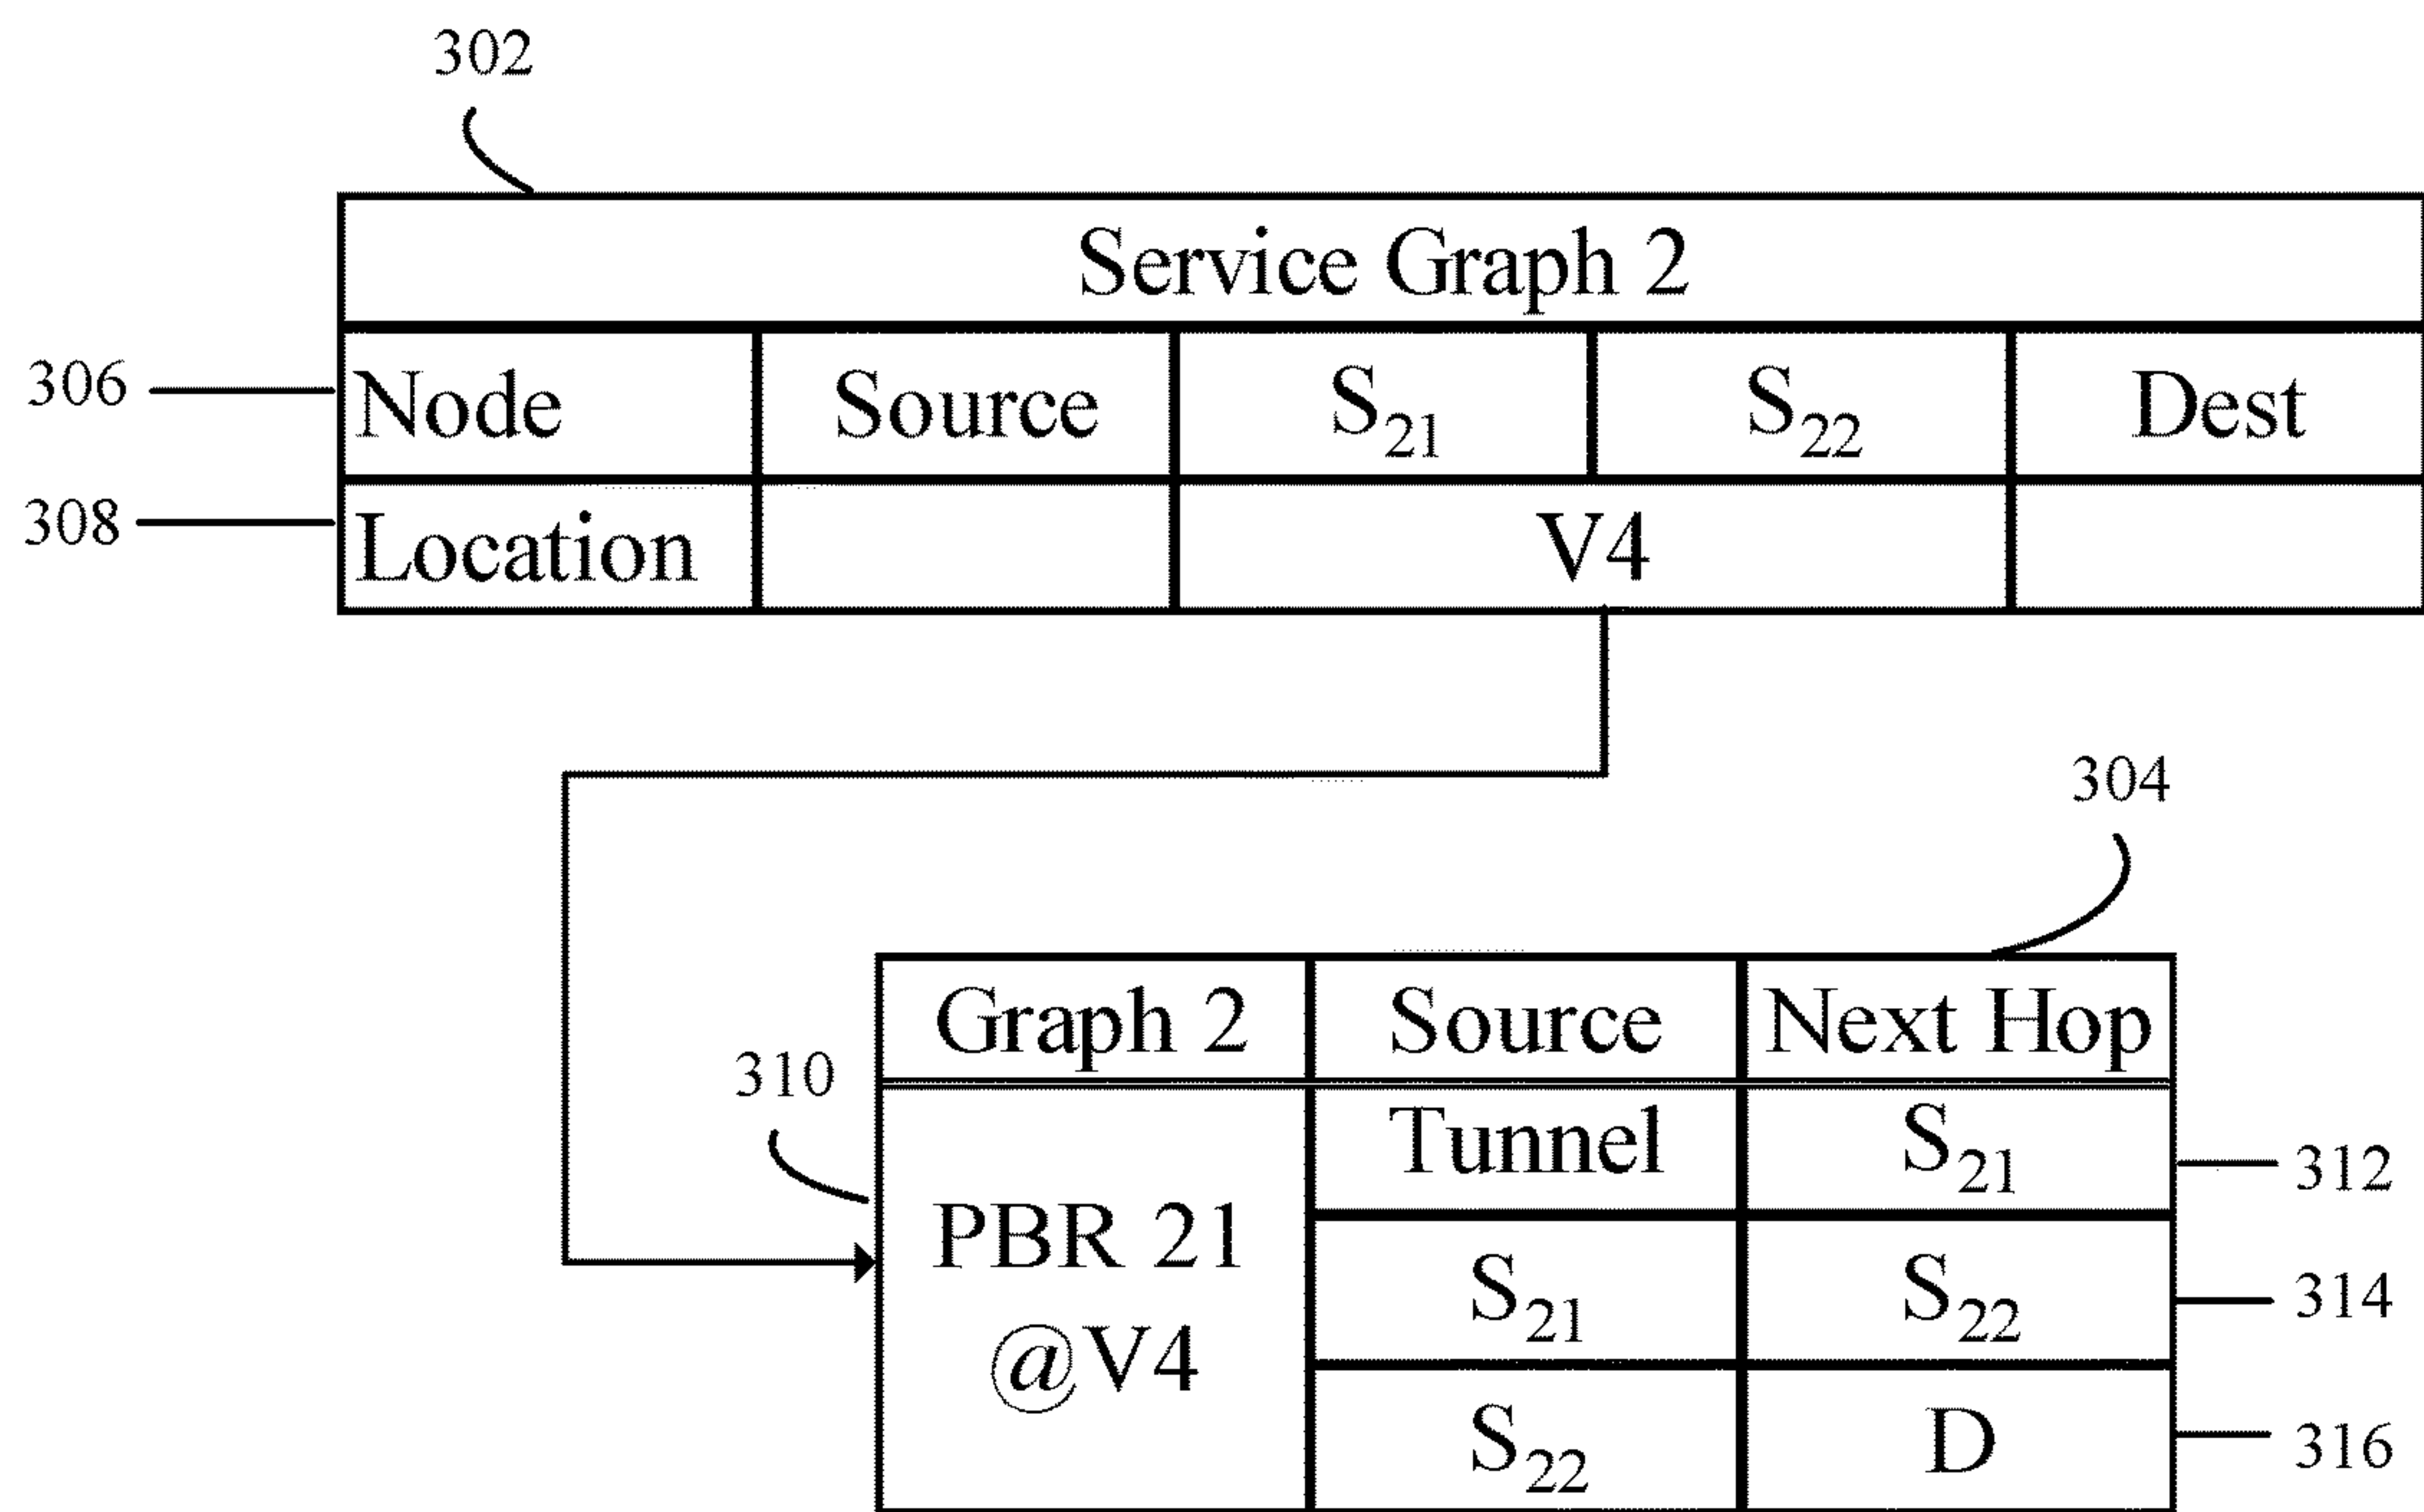 302
Service Graph 2
306 Node Source S₂₁ S₂₂ Dest
308 Location V4
304
Graph 2 Source Next Hop
310
Tunnel S₂₁ 312
PBR 21
@V4
S₂₁ S₂₂ 314
S₂₂ D 316